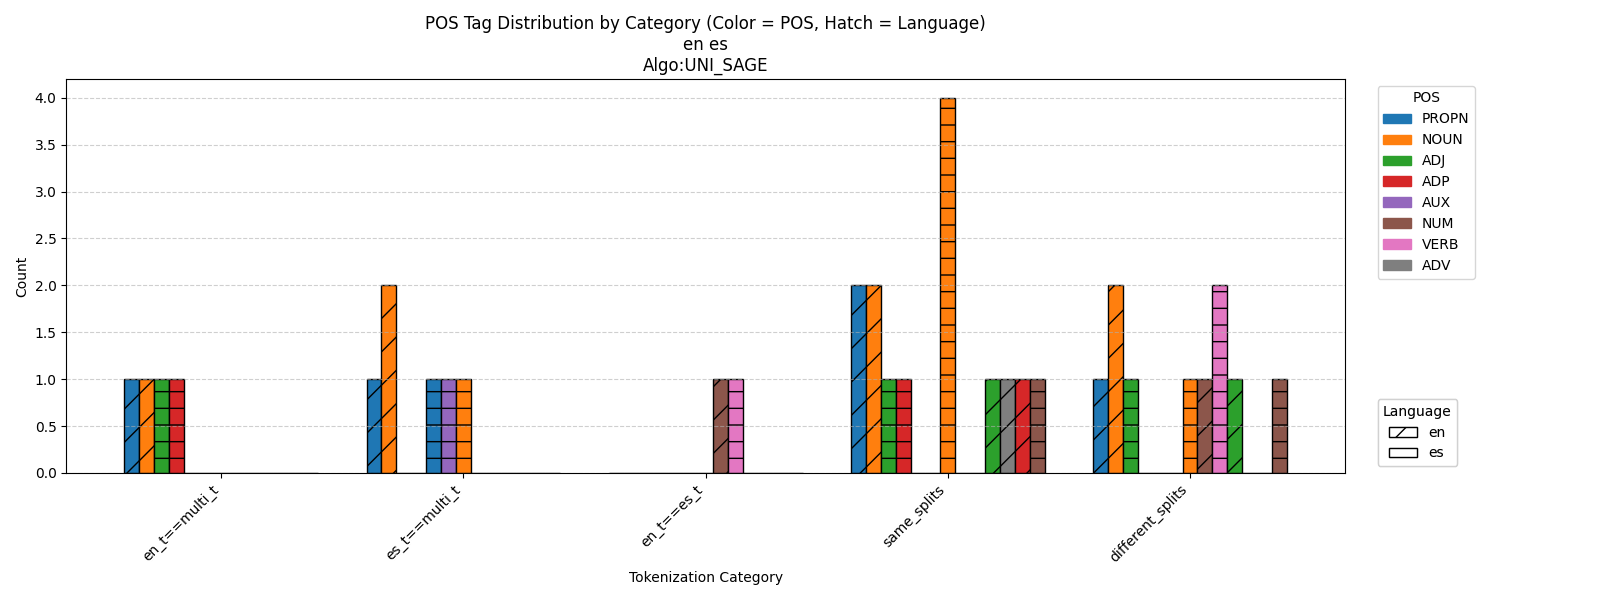 POS Tag Distribution by Category (Color = POS, Hatch = Language)
en es
Algo:UNI_SAGE
4.0
3.5
3.0
2.5
2.0
1.5
1.0
0.5
0.0
Count
en_t==multi_t
es_t==multi_t
en_t==es_t
same_splits
different_splits
Tokenization Category
POS
PROPN
NOUN
ADJ
ADP
AUX
NUM
VERB
ADV
Language
en
es